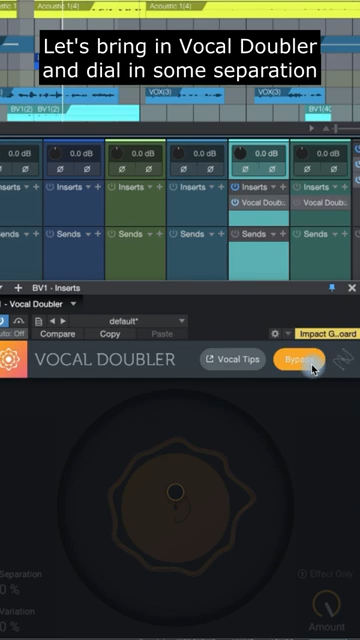 Acoustic 1(4)
Acoustic 1(4)
Let's bring in Vocal Doubler
and dial in some separation
BV1(2) BV1(2)
VOX(3)
VOX(3)
0.0 dB 0.0 dB 0.0 dB 0.0 dB 0.0 dB 0.0 dB
Inserts Inserts Inserts Inserts Inserts
Vocal Doub.. Vocal Doub..
Sends Sends Sends Sends Sends
BV1 - Inserts
- Vocal Doubler
default*
Auto: Off Compare Copy Paste Impact G...oard
VOCAL DOUBLER Vocal Tips Bypass
Separation
0 %
Effect Only
Variation
0 %
Amount